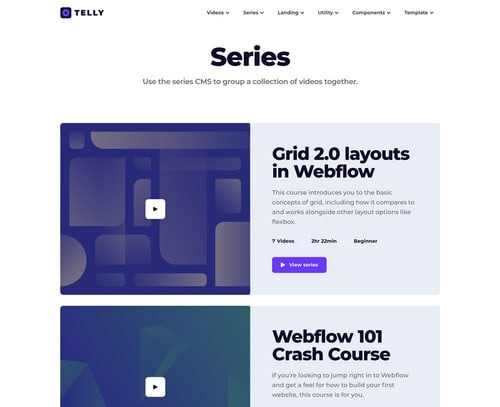 TELLY
Videos
Series
Landing
Utility
Components
Template
Series
Use the series CMS to group a collection of videos together.
Grid 2.0 layouts
in Webflow
This course introduces you to the basic
concepts of grid, including how it compares to
and works alongside other layout options like
flexbox.
7 Videos
2hr 22min
Beginner
View series
Webflow 101
Crash Course
If you're looking to jump right in to Webflow
and get a feel for how to build your first
website, this course is for you.